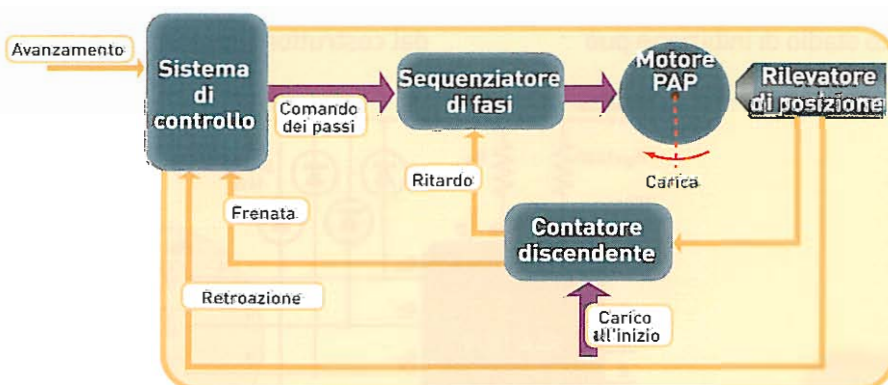 Avanzamento
Sistema
di
controllo
Comando
dei passi
Sequenziatore
di fasi
Motore
PAP
Rilevatore
di posizione
Carica
Ritardo
Frenata
Contatore
discendente
Retroazione
Carico
all'inizio